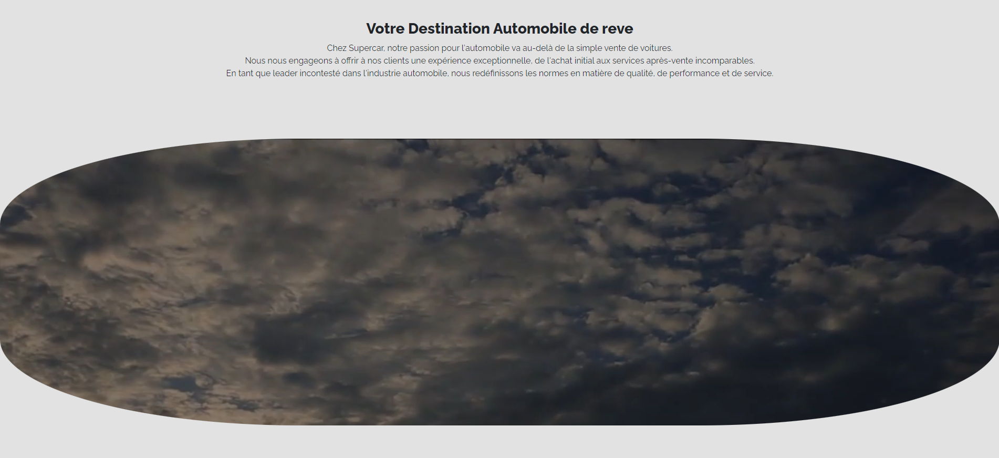 Votre Destination Automobile de reve
Chez Supercar, notre passion pour l'automobile va au-delà de la simple vente de voitures.
Nous nous engageons à offrir à nos clients une expérience exceptionnelle, de l'achat initial aux services après-vente incomparables.
En tant que leader incontesté dans l'industrie automobile, nous redéfinissons les normes en matière de qualité, de performance et de service.